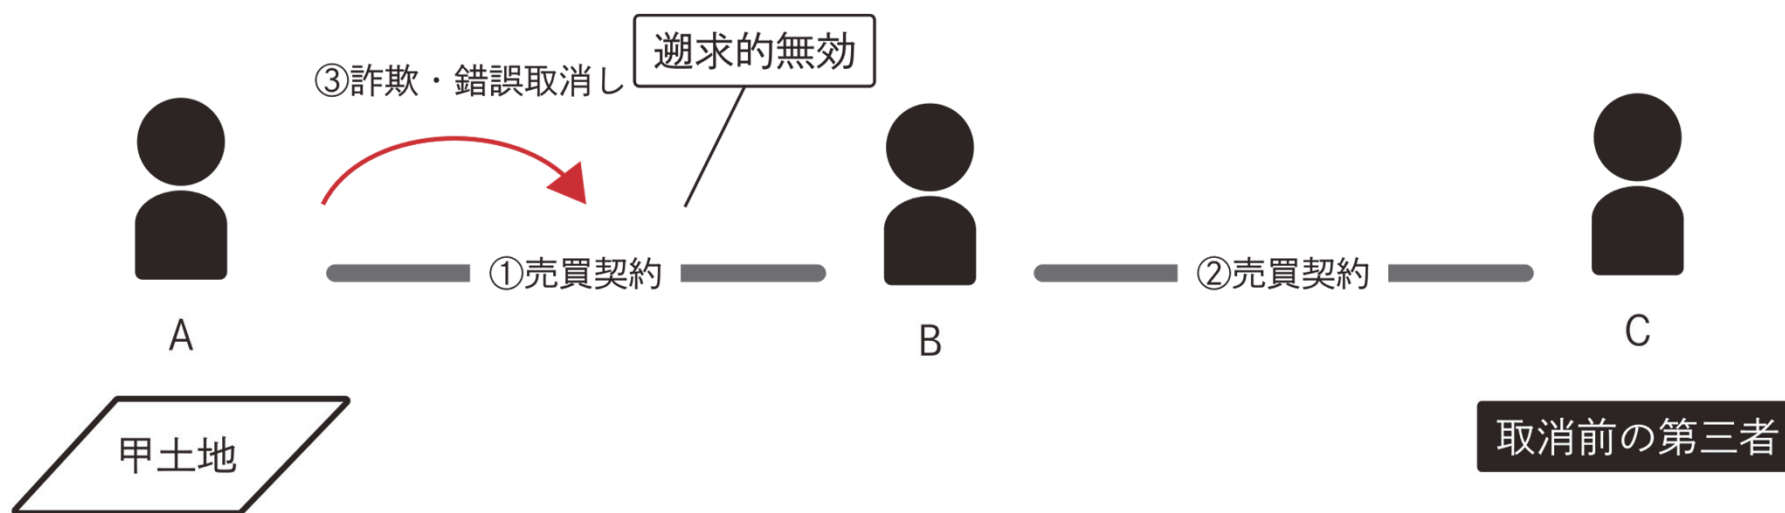 遡求的無効
③詐欺・錯誤取消し
①売買契約
②売買契約
A
B
C
甲土地
取消前の第三者